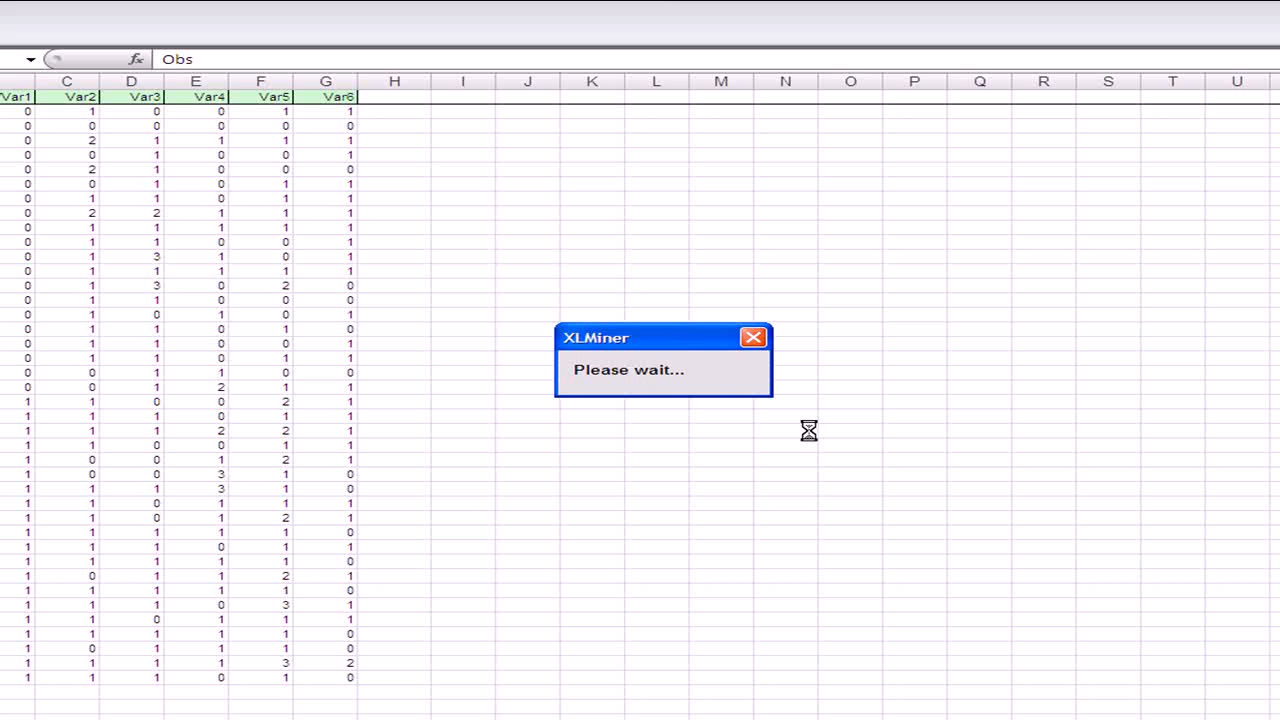 fx Obs
C D E F G H I J K L M N O P Q R S T U
Var1 Var2 Var3 Var4 Var5 Var6
0 1 0 0 1 1
0 0 0 0 0 0
0 2 1 1 1 1
0 0 1 0 0 1
0 2 1 0 0 0
0 0 1 0 1 1
0 1 1 0 1 1
0 2 2 1 1 1
0 1 1 1 1 1
0 1 1 0 0 1
0 1 3 1 0 1
0 1 1 1 1 1
0 1 3 0 2 0
0 1 1 0 0 0
0 1 0 1 0 1
0 1 1 0 1 0
0 1 1 0 0 1
0 1 1 0 1 1
0 0 1 1 0 0
0 0 1 2 1 1
1 1 0 0 2 1
1 1 1 0 1 1
1 1 1 2 2 1
1 1 0 0 1 1
1 0 0 1 2 1
1 0 0 3 1 0
1 1 1 3 1 0
1 1 0 1 1 1
1 1 0 1 2 1
1 1 1 1 1 0
1 1 1 0 1 1
1 1 1 1 1 0
1 0 1 1 2 1
1 1 1 1 1 0
1 1 1 0 3 1
1 1 0 1 1 1
1 1 1 1 1 0
1 0 1 1 1 0
1 1 1 1 3 2
1 1 1 0 1 0
XLMiner
Please wait...